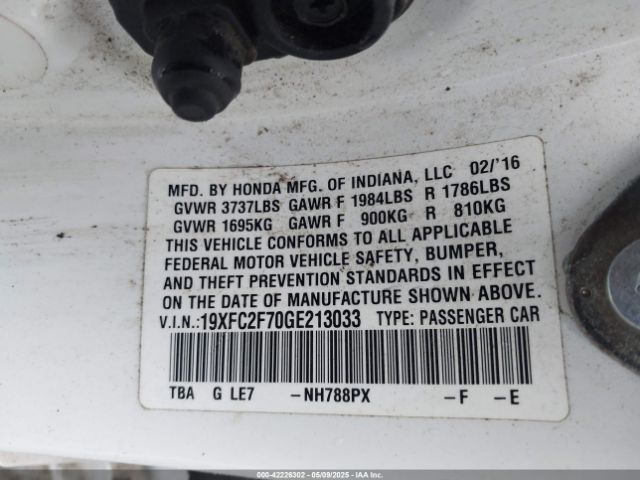 MFD. BY HONDA MFG. OF INDIANA, LLC 02/'16
GVWR 3737LBS GAWR F 1984LBS R 1786LBS
GVWR 1695KG GAWR F 900KG R 810KG
THIS VEHICLE CONFORMS TO ALL APPLICABLE
FEDERAL MOTOR VEHICLE SAFETY, BUMPER,
AND THEFT PREVENTION STANDARDS IN EFFECT
ON THE DATE OF MANUFACTURE SHOWN ABOVE.
V.I.N.:19XFC2F70GE213033 TYPE: PASSENGER CAR
TBA G LE7 -NH788PX -F -E
000-42226302 - 05/09/2025 - IAA